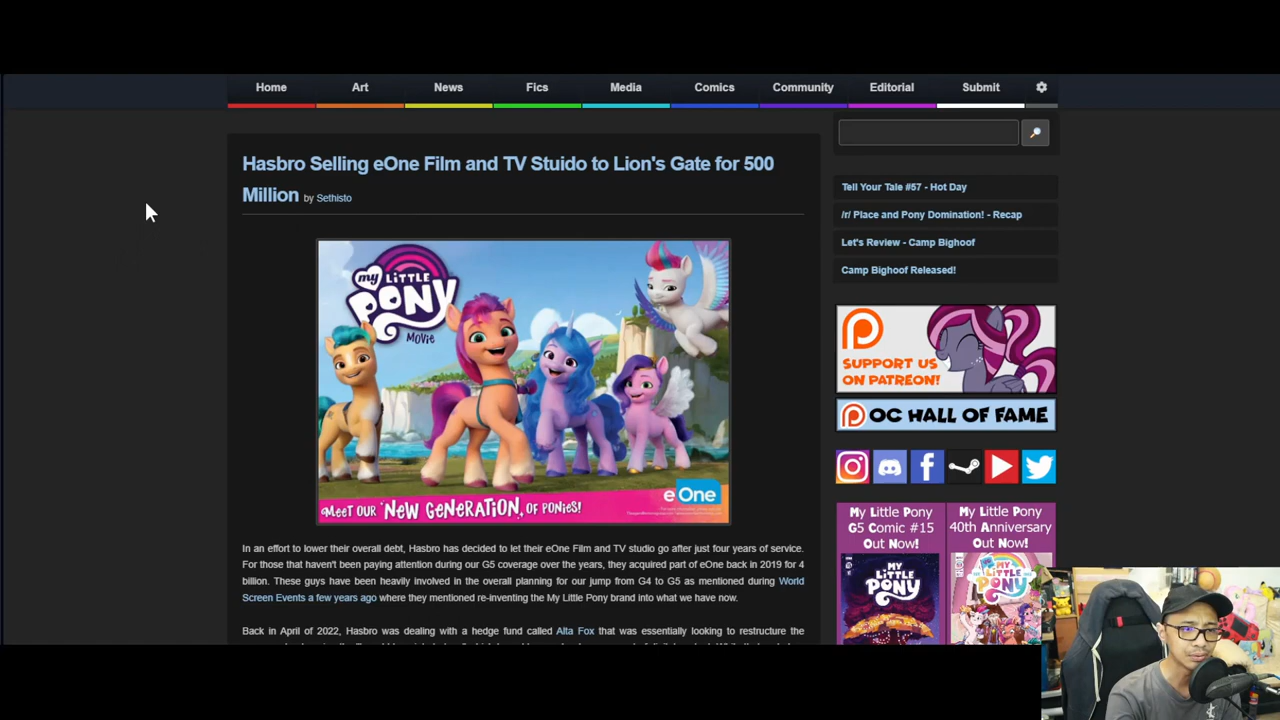 Home Art News Fics Media Comics Community Editorial Submit
Hasbro Selling eOne Film and TV Stuido to Lion's Gate for 500
Million by Sethisto
my LITTLE
PONY
MOVIE
MEET OUR "NEW GENERATION" OF PONIES!
eOne
In an effort to lower their overall debt, Hasbro has decided to let their eOne Film and TV studio go after just four years of service.
For those that haven't been paying attention during our G5 coverage over the years, they acquired part of eOne back in 2019 for 4
billion. These guys have been heavily involved in the overall planning for our jump from G4 to G5 as mentioned during World
Screen Events a few years ago where they mentioned re-inventing the My Little Pony brand into what we have now.
Back in April of 2022, Hasbro was dealing with a hedge fund called Alta Fox that was essentially looking to restructure the
Tell Your Tale #57 - Hot Day
/r/ Place and Pony Domination! - Recap
Let's Review - Camp Bighoof
Camp Bighoof Released!
SUPPORT US
ON PATREON!
OC HALL OF FAME
My Little Pony
G5 Comic #15
Out Now!
My Little Pony
40th Anniversary
Out Now!
MY LITTLE
PONY